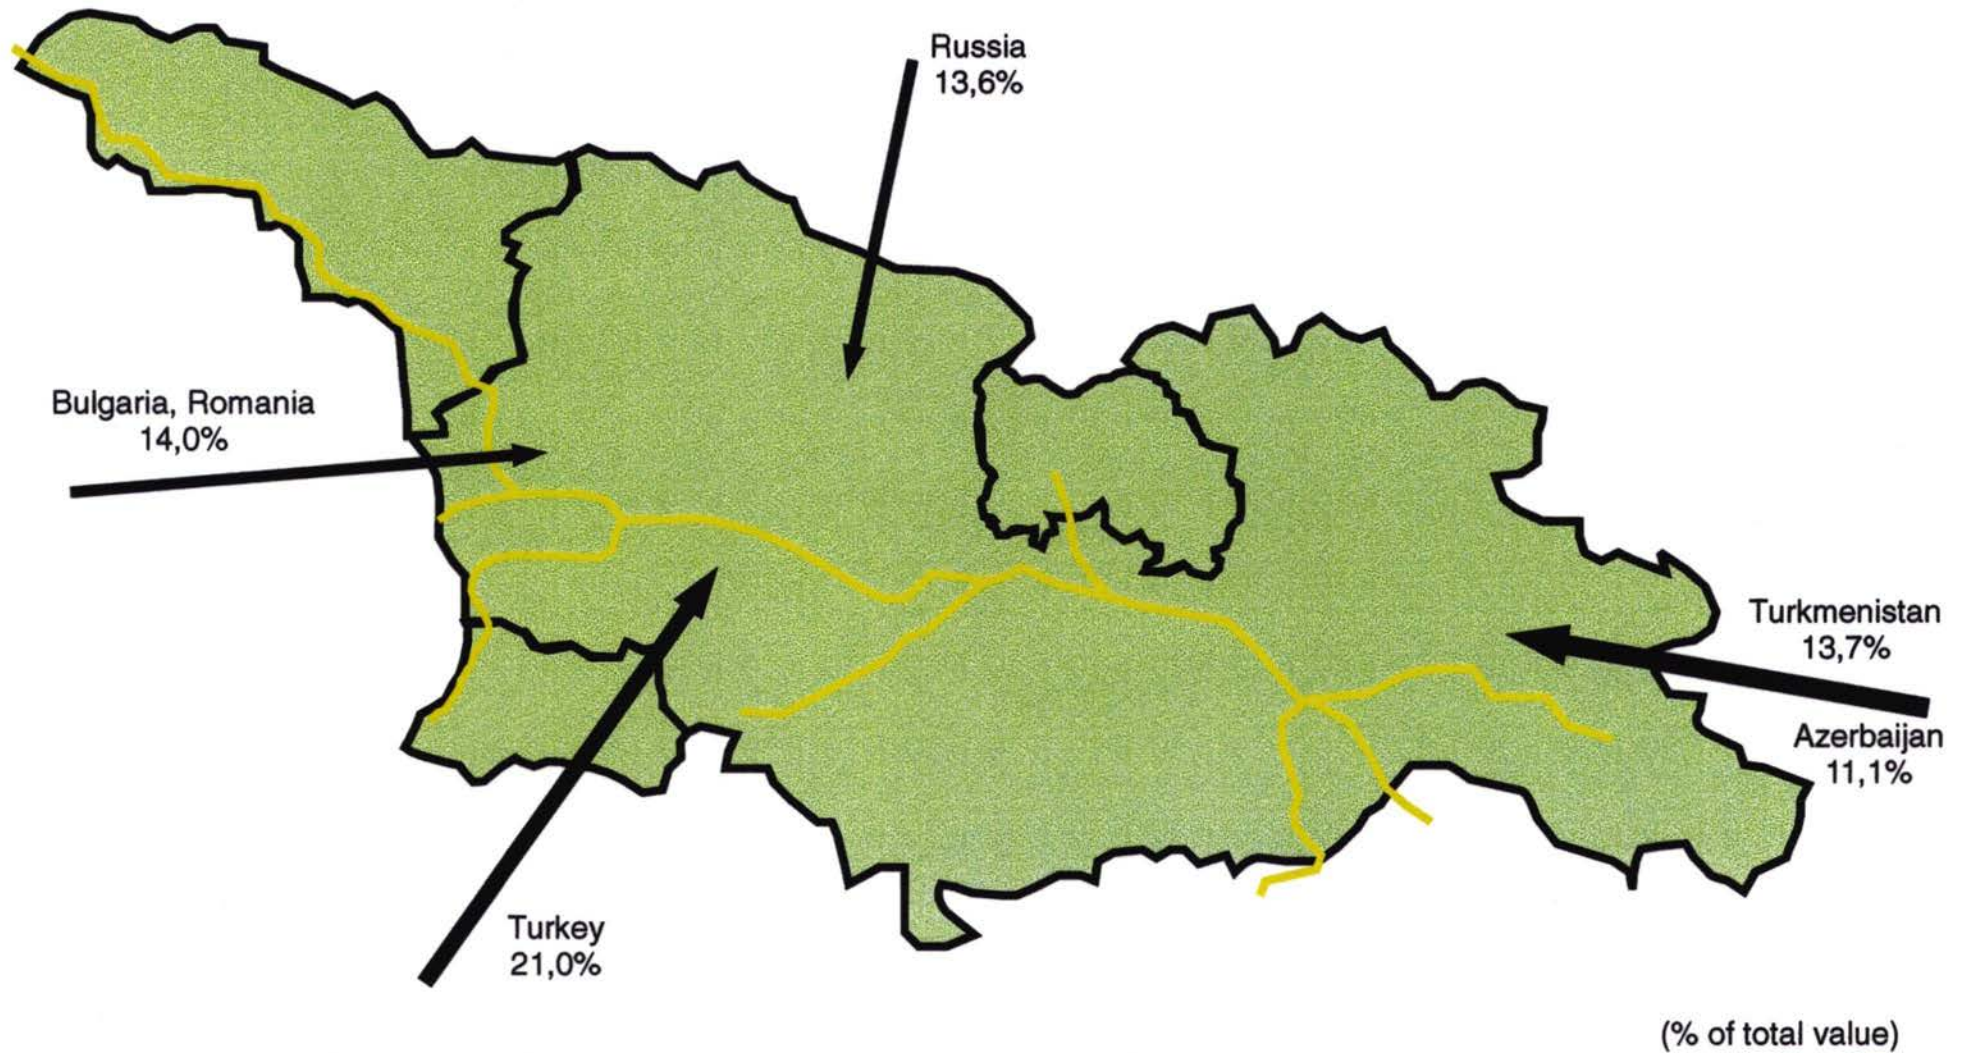 Russia
13,6%
Bulgaria, Romania
14,0%
Turkmenistan
13,7%
Azerbaijan
11,1%
Turkey
21,0%
(% of total value)